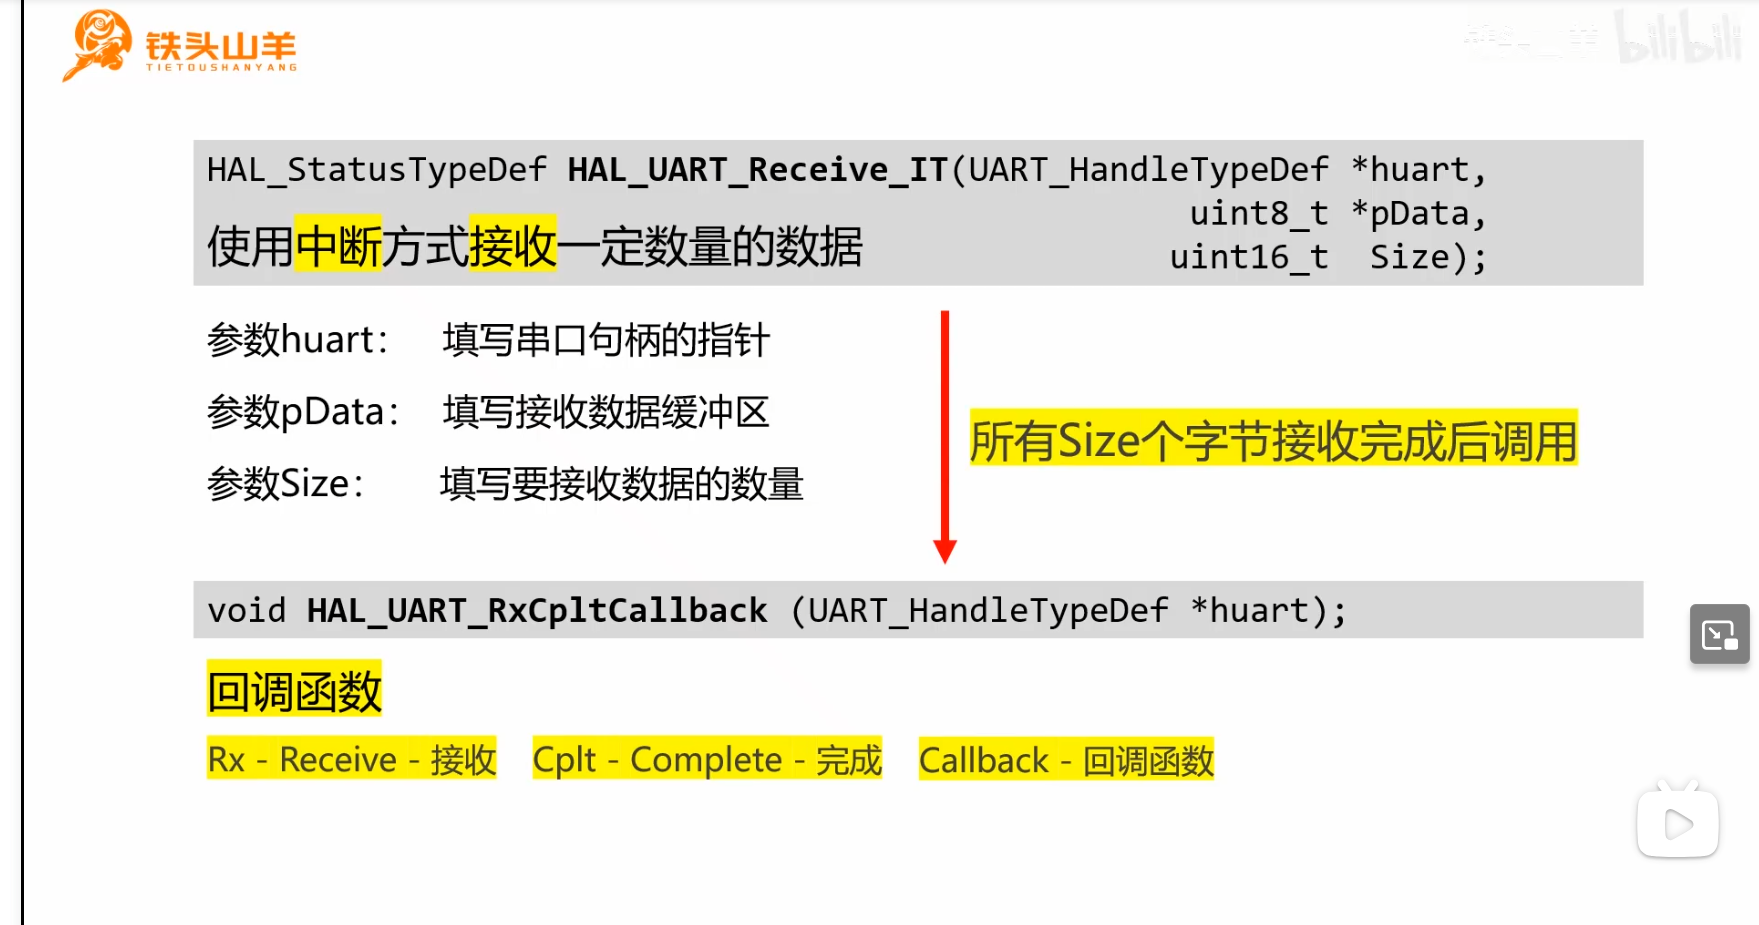 铁头山羊
TIETOUSHANYANG
bilibili
HAL_StatusTypeDef HAL_UART_Receive_IT(UART_HandleTypeDef *huart,
uint8_t *pData,
uint16_t Size);
使用中断方式接收一定数量的数据
参数huart： 填写串口句柄的指针
参数pData： 填写接收数据缓冲区
参数Size： 填写要接收数据的数量
所有Size个字节接收完成后调用
void HAL_UART_RxCpltCallback (UART_HandleTypeDef *huart);
回调函数
Rx - Receive - 接收 Cplt - Complete - 完成 Callback - 回调函数